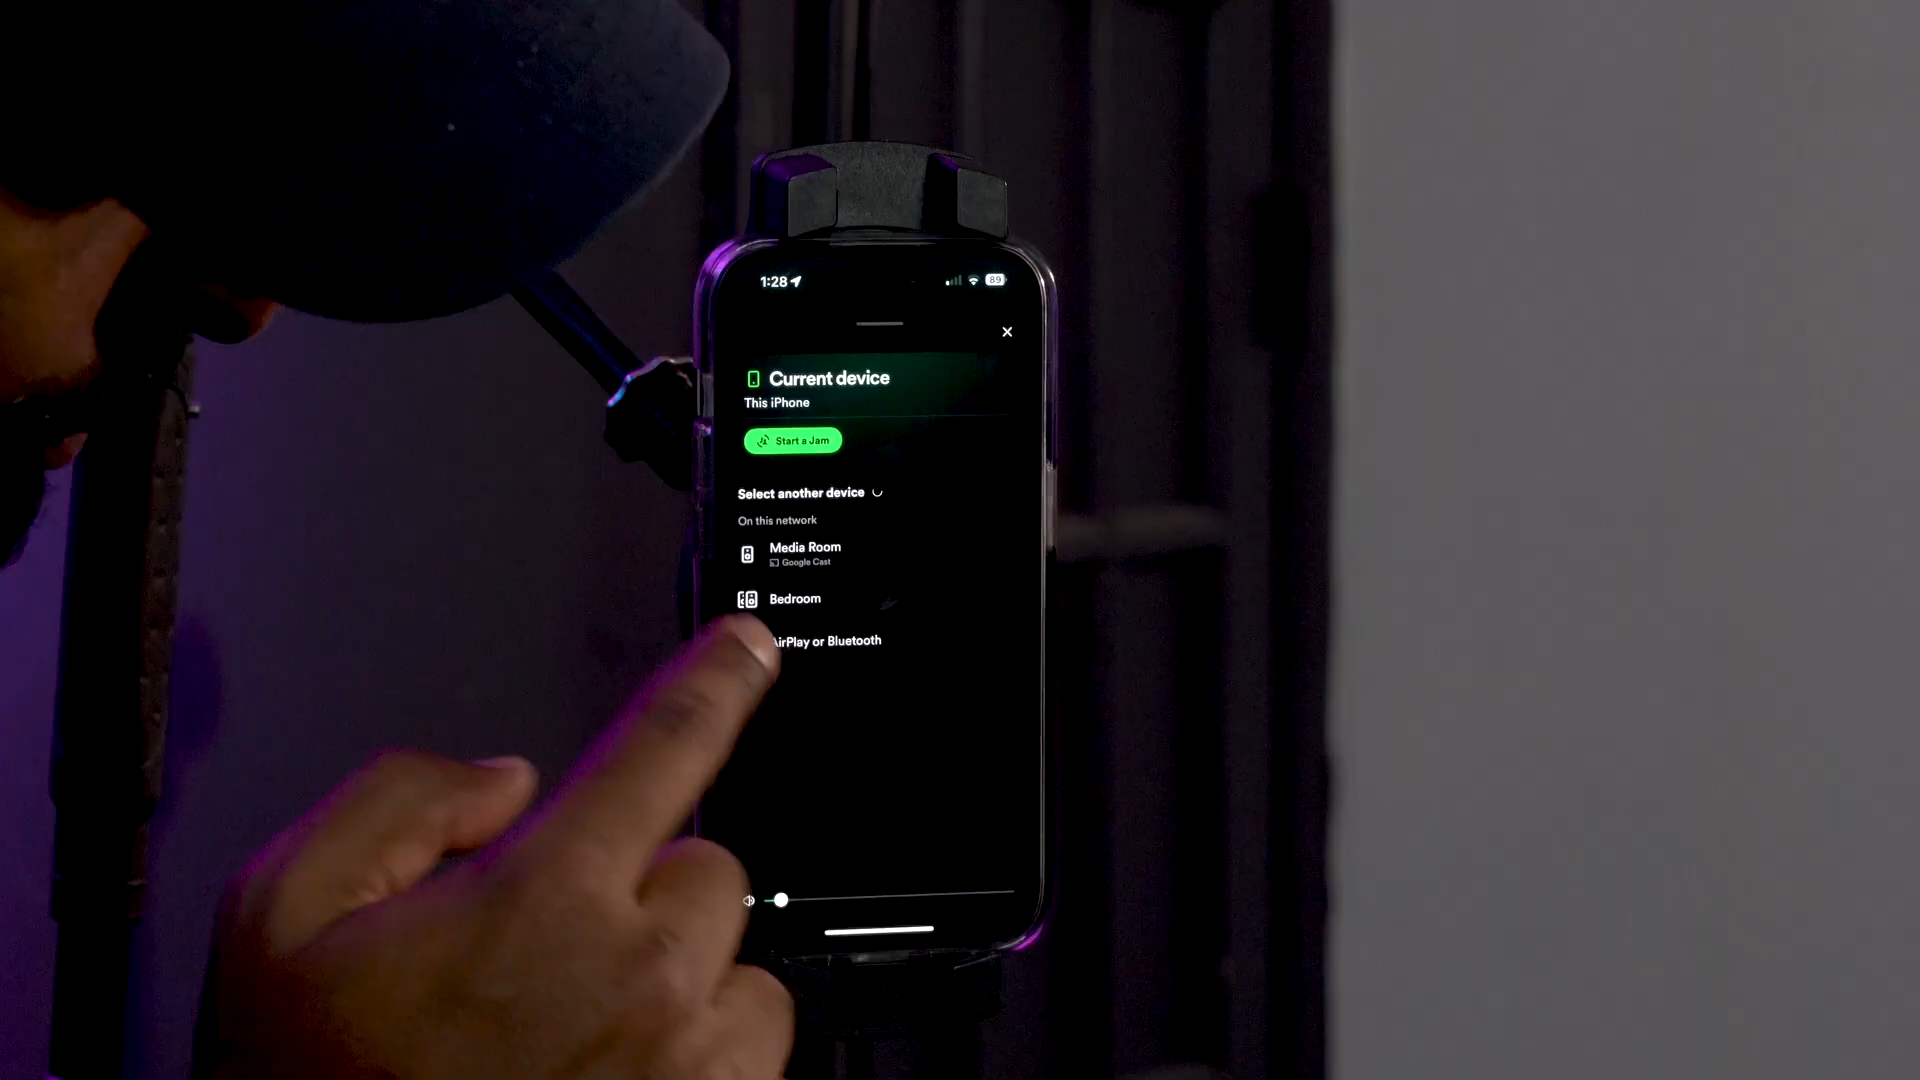 1:28
89
Current device
This iPhone
Start a Jam
Select another device
On this network
Media Room
Google Cast
Bedroom
AirPlay or Bluetooth